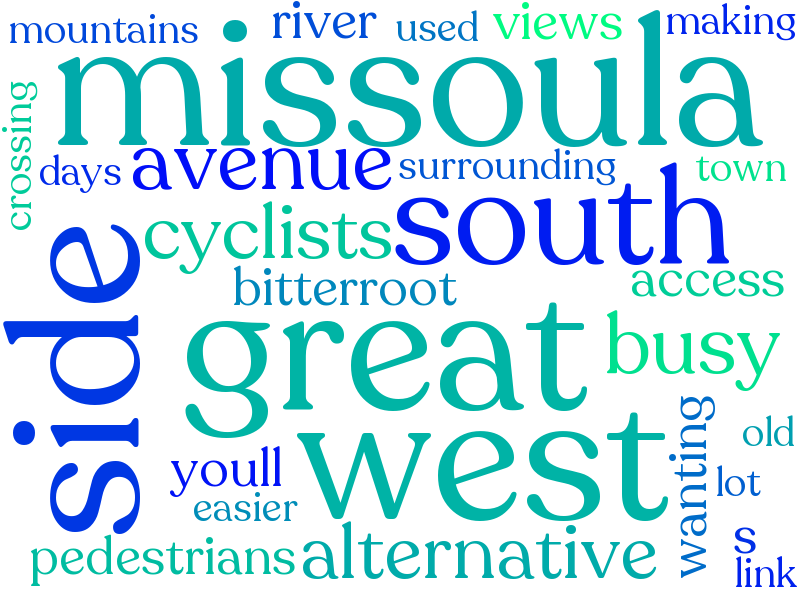 mountains river used views making
missoula
crossing
days avenue surrounding town
side
cyclists south
bitterroot access
great busy
west
wanting
old
youll lot
easier
pedestrians alternative s
link